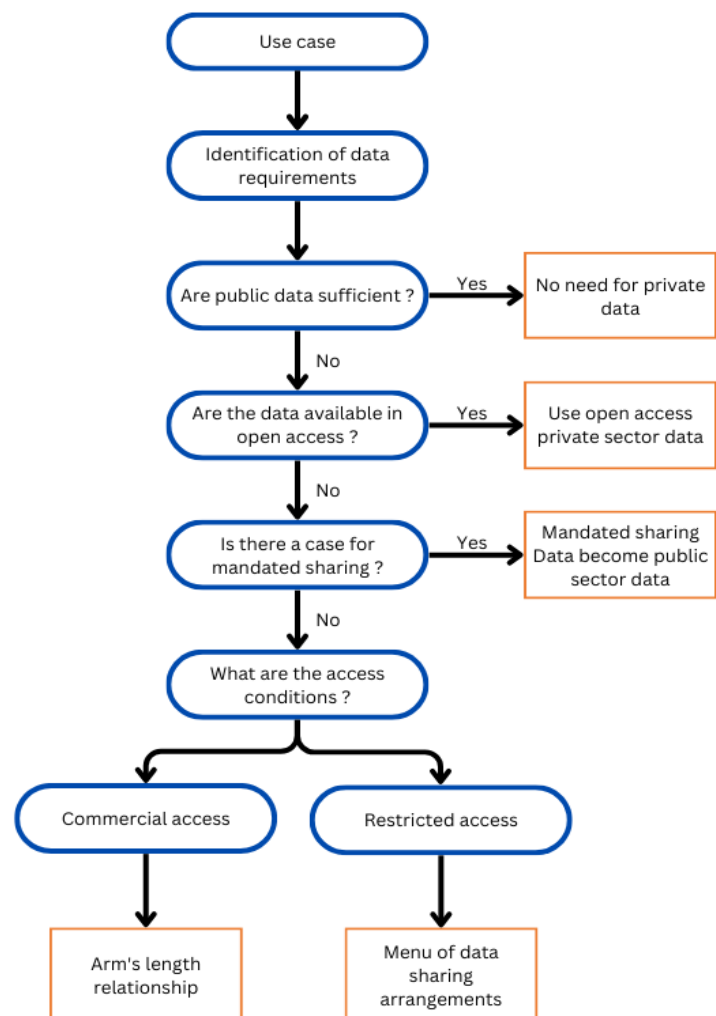 Use case
Identification of data
requirements
Are public data sufficient ?
Yes
No need for private
data
No
Are the data available in
open access ?
Yes
Use open access
private sector data
No
Is there a case for
mandated sharing ?
Yes
Mandated sharing
Data become public
sector data
No
What are the access
conditions ?
Commercial access
Restricted access
Arm's length
relationship
Menu of data
sharing
arrangements